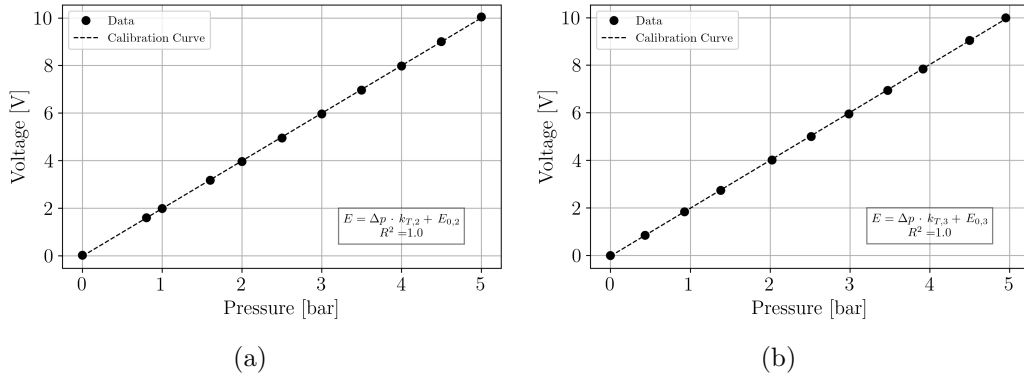 10
8
6
4
2
0
Voltage [V]
Data
Calibration Curve
E = Δp · k_{T,2} + E_{0,2}
R² =1.0
0 1 2 3 4 5
Pressure [bar]
(a)
10
8
6
4
2
0
Voltage [V]
Data
Calibration Curve
E = Δp · k_{T,3} + E_{0,3}
R² =1.0
0 1 2 3 4 5
Pressure [bar]
(b)